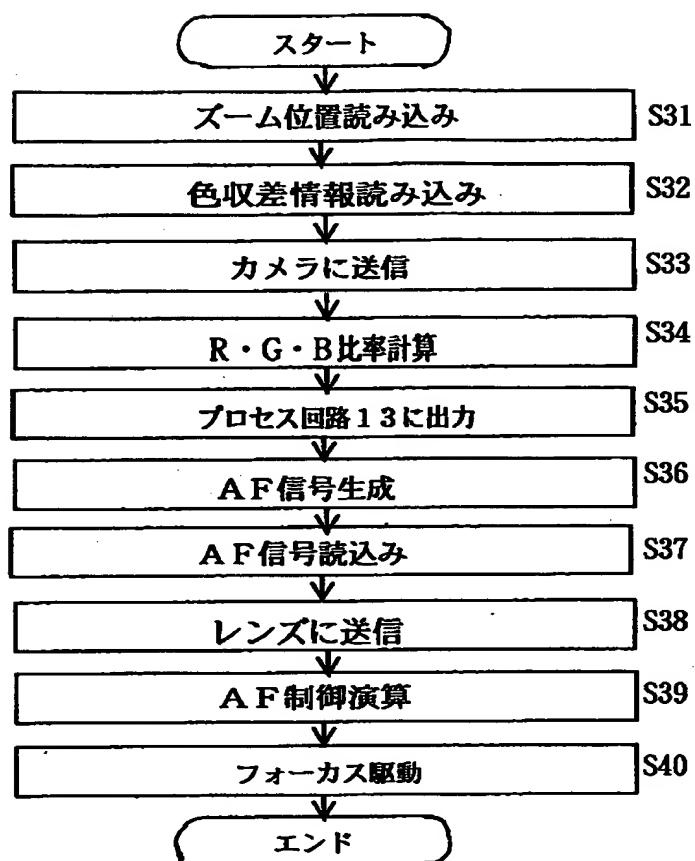 スタート
ズーム位置読み込み S31
色収差情報読み込み S32
カメラに送信 S33
R・G・B比率計算 S34
プロセス回路13に出力 S35
AF信号生成 S36
AF信号読込み S37
レンズに送信 S38
AF制御演算 S39
フォーカス駆動 S40
エンド